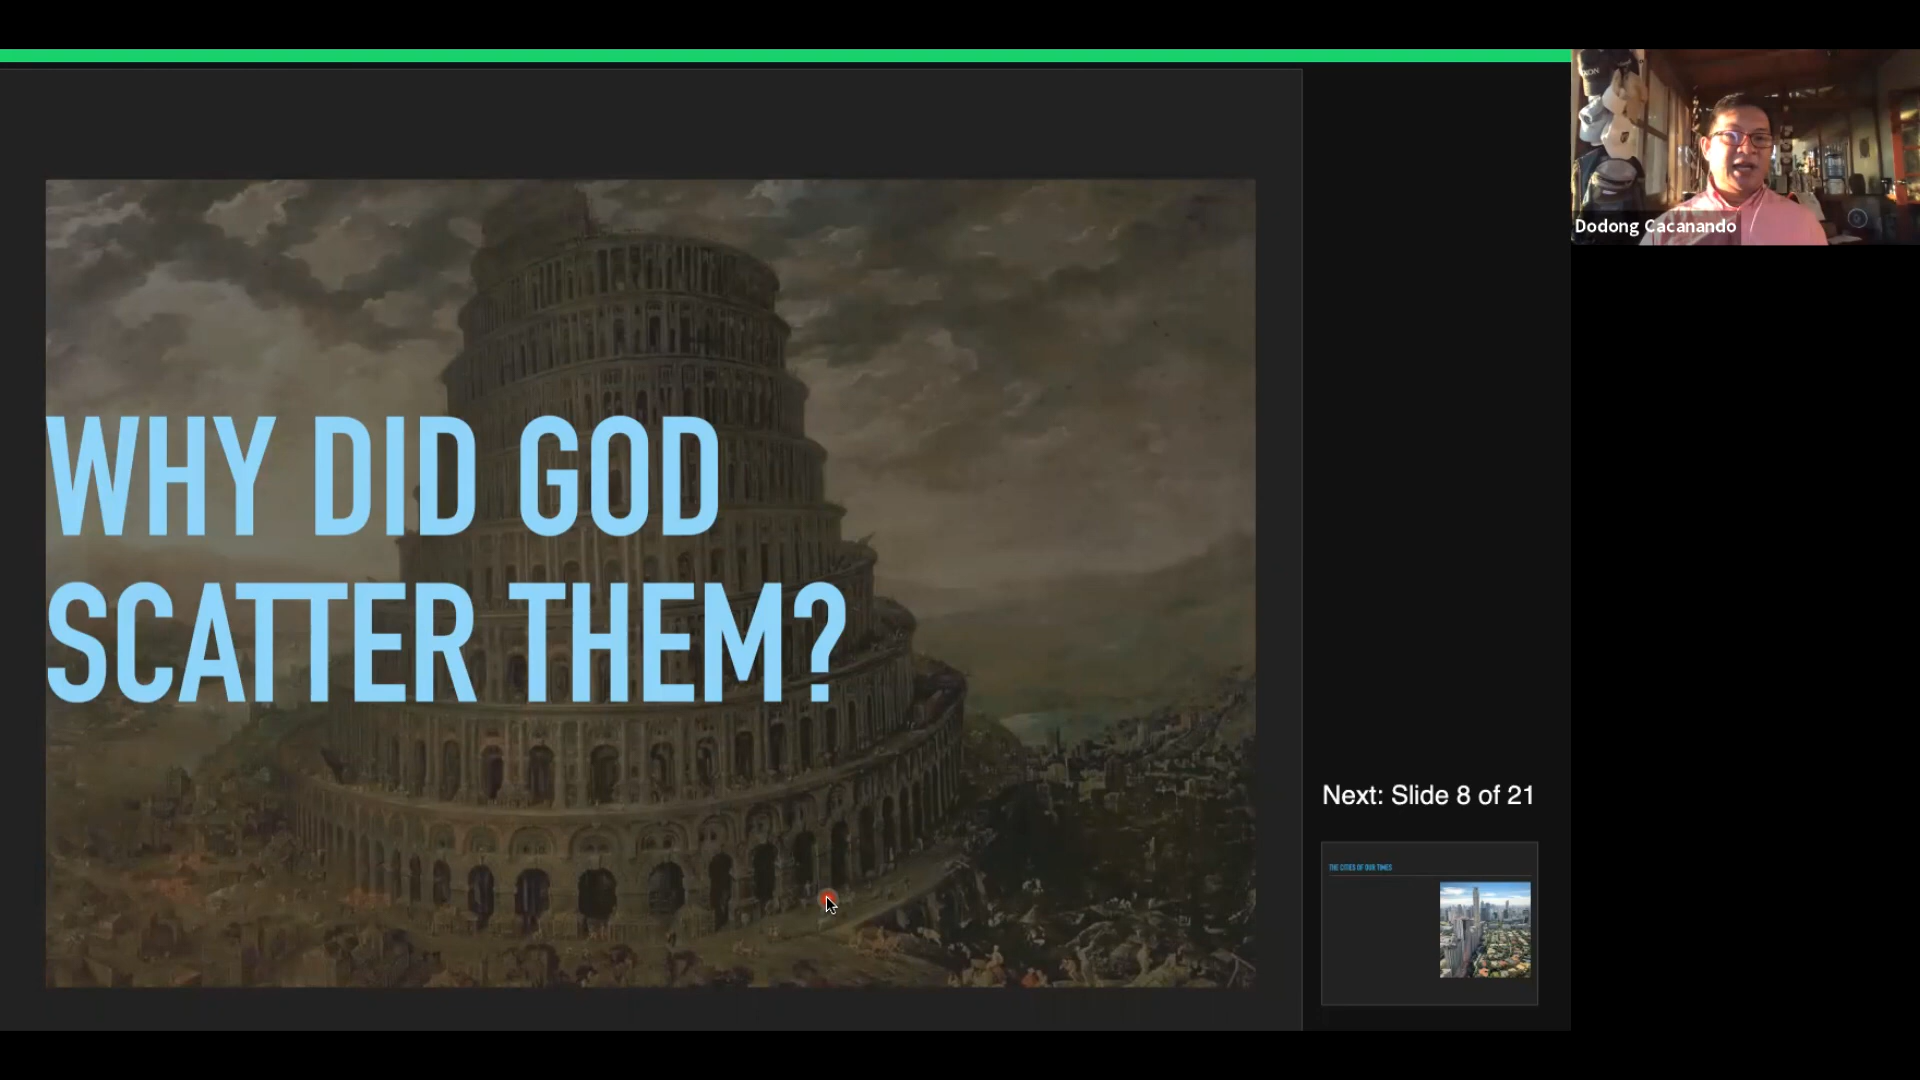 WHY DID GOD
SCATTER THEM?
Dodong Cacanando
Next: Slide 8 of 21
THE CITIES OF OUR TIMES